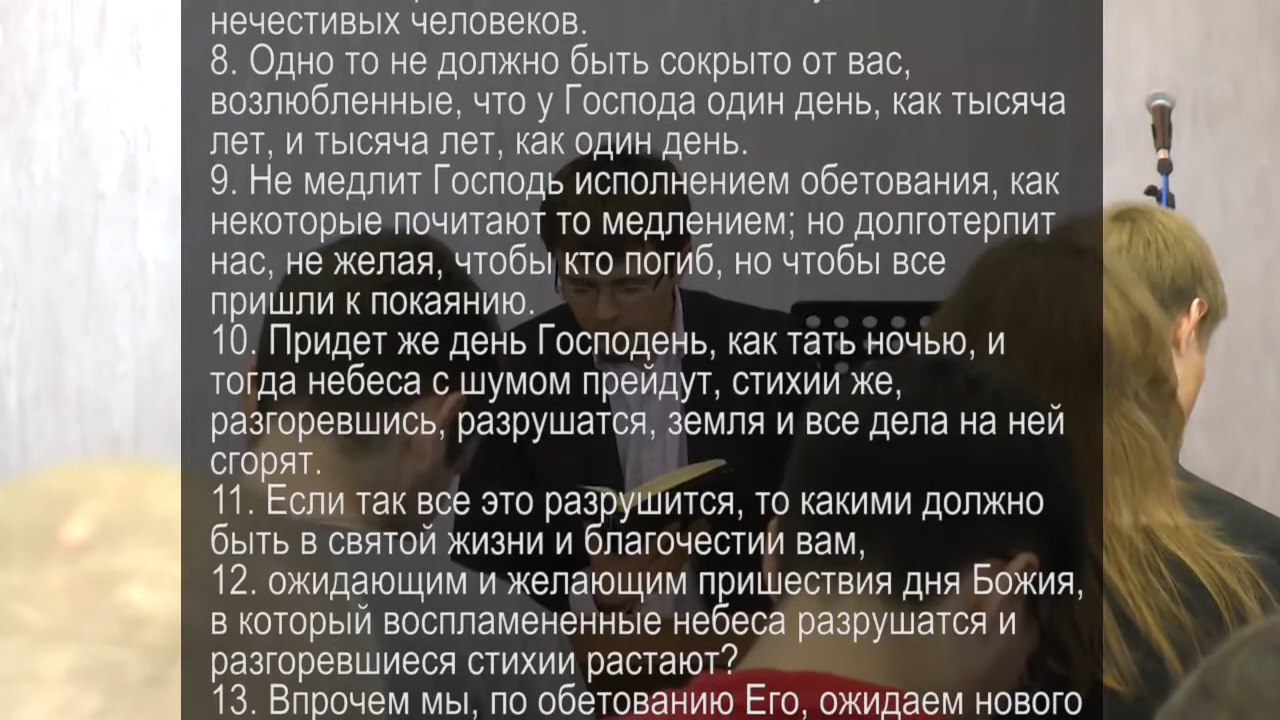 нечестивых человеков.
8. Одно то не должно быть сокрыто от вас,
возлюбленные, что у Господа один день, как тысяча
лет, и тысяча лет, как один день.
9. Не медлит Господь исполнением обетования, как
некоторые почитают то медлением; но долготерпит
нас, не желая, чтобы кто погиб, но чтобы все
пришли к покаянию.
10. Придет же день Господень, как тать ночью, и
тогда небеса с шумом прейдут, стихии же,
разгоревшись, разрушатся, земля и все дела на ней
сгорят.
11. Если так все это разрушится, то какими должно
быть в святой жизни и благочестии вам,
12. ожидающим и желающим пришествия дня Божия,
в который воспламененные небеса разрушатся и
разгоревшиеся стихии растают?
13. Впрочем мы, по обетованию Его, ожидаем нового